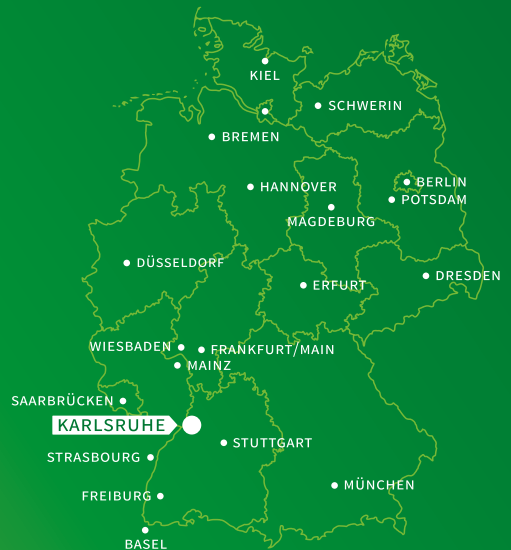 KIEL
SCHWERIN
BREMEN
HANNOVER
BERLIN
POTSDAM
MAGDEBURG
DÜSSELDORF
DRESDEN
ERFURT
WIESBADEN
FRANKFURT/MAIN
MAINZ
SAARBRÜCKEN
KARLSRUHE
STUTTGART
STRASBOURG
MÜNCHEN
FREIBURG
BASEL